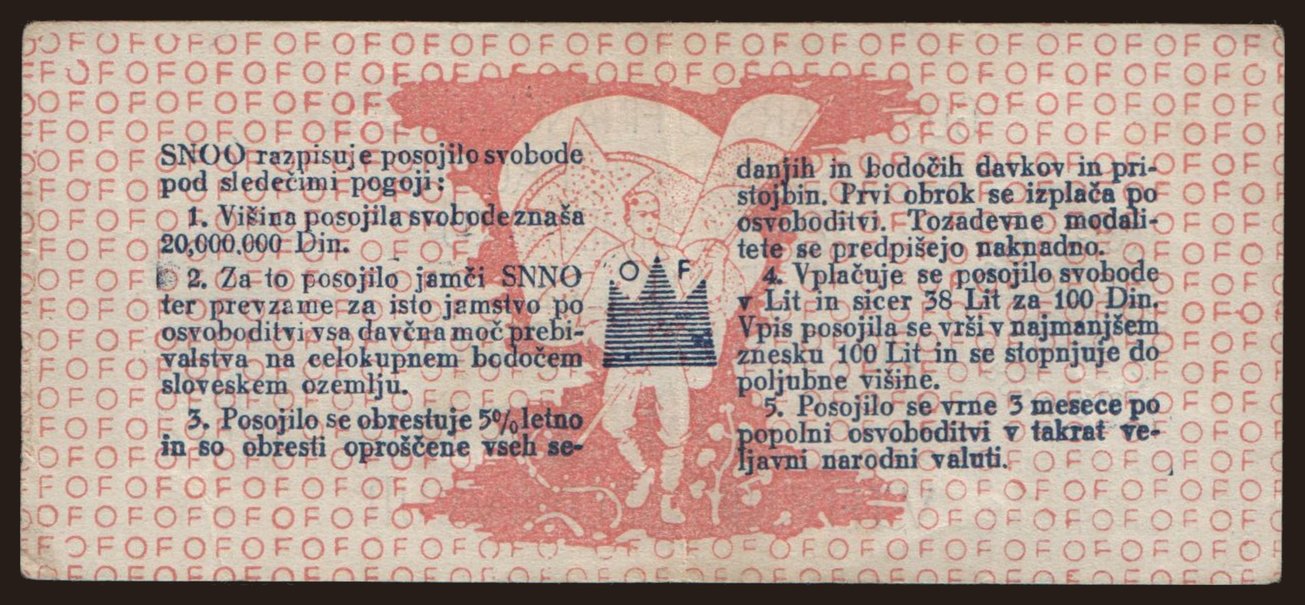 SNOO razpisuje posojilo svobode
pod sledečimi pogoji:
1. Višina posojila svobode znaša
20,000.000 Din.
2. Za to posojilo jamči SNNO
ter prevzame za isto jamstvo po
osvoboditvi vsa davčna moč prebi-
valstva na celokupnem bodočem
sloveskem ozemlju.
3. Posojilo se obrestuje 5% letno
in so obresti oproščene vseh se-
danjih in bodočih davkov in pri-
stojbin. Prvi obrok se izplača po
osvoboditvi. Tozadevne modali-
tete se predpišejo naknadno.
4. Vplačuje se posojilo svobode
v Lit in sicer 38 Lit za 100 Din.
Vpis posojila se vrši v najmanjšem
znesku 100 Lit in se stopnjuje do
poljubne višine.
5. Posojilo se vrne 3 mesece po
popolni osvoboditvi v takrat ve-
ljavni narodni valuti.
O F